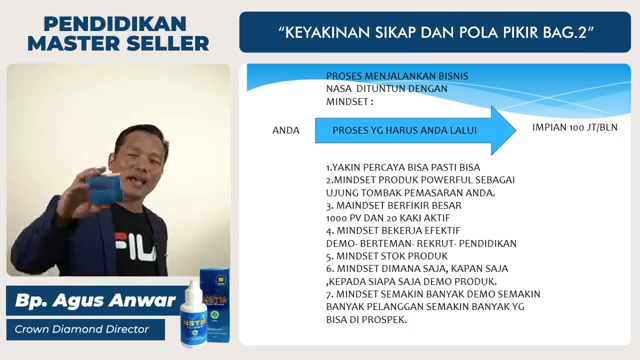 PENDIDIKAN
MASTER SELLER
"KEYAKINAN SIKAP DAN POLA PIKIR BAG.2"
PROSES MENJALANKAN BISNIS
NASA DITUNTUN DENGAN
MINDSET :
ANDA
PROSES YG HARUS ANDA LALUI
IMPIAN 100 JT/BLN
1.YAKIN PERCAYA BISA PASTI BISA
2.MINDSET PRODUK POWERFUL SEBAGAI
UJUNG TOMBAK PEMASARAN ANDA.
3. MAINDSET BERFIKIR BESAR
1000 PV DAN 20 KAKI AKTIF
4. MINDSET BEKERJA EFEKTIF
DEMO- BERTEMAN- REKRUT- PENDIDIKAN
5. MINDSET STOK PRODUK
6. MINDSET DIMANA SAJA, KAPAN SAJA
,KEPADA SIAPA SAJA DEMO PRODUK.
7. MINDSET SEMAKIN BANYAK DEMO SEMAKIN
BANYAK PELANGGAN SEMAKIN BANYAK YG
BISA DI PROSPEK.
FILA
Bp. Agus Anwar
Crown Diamond Director